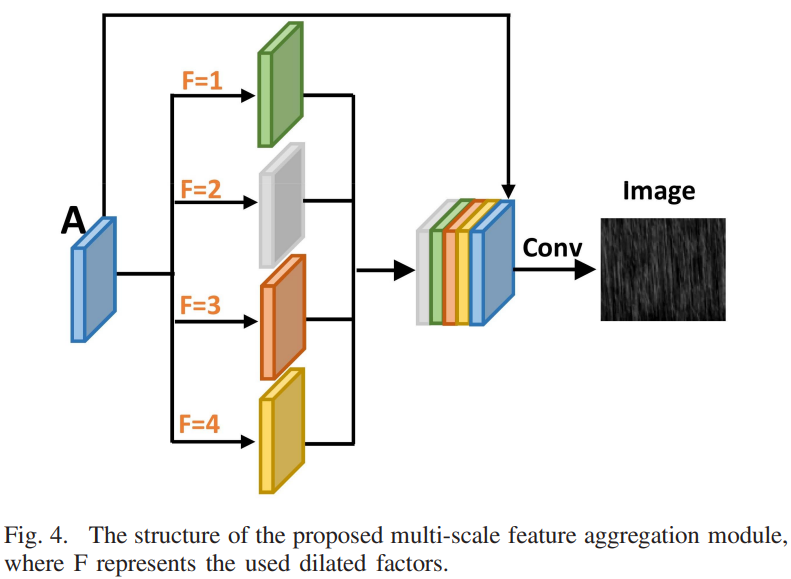 F=1
F=2
A
Image
Conv
F=3
F=4
Fig. 4. The structure of the proposed multi-scale feature aggregation module,
where F represents the used dilated factors.